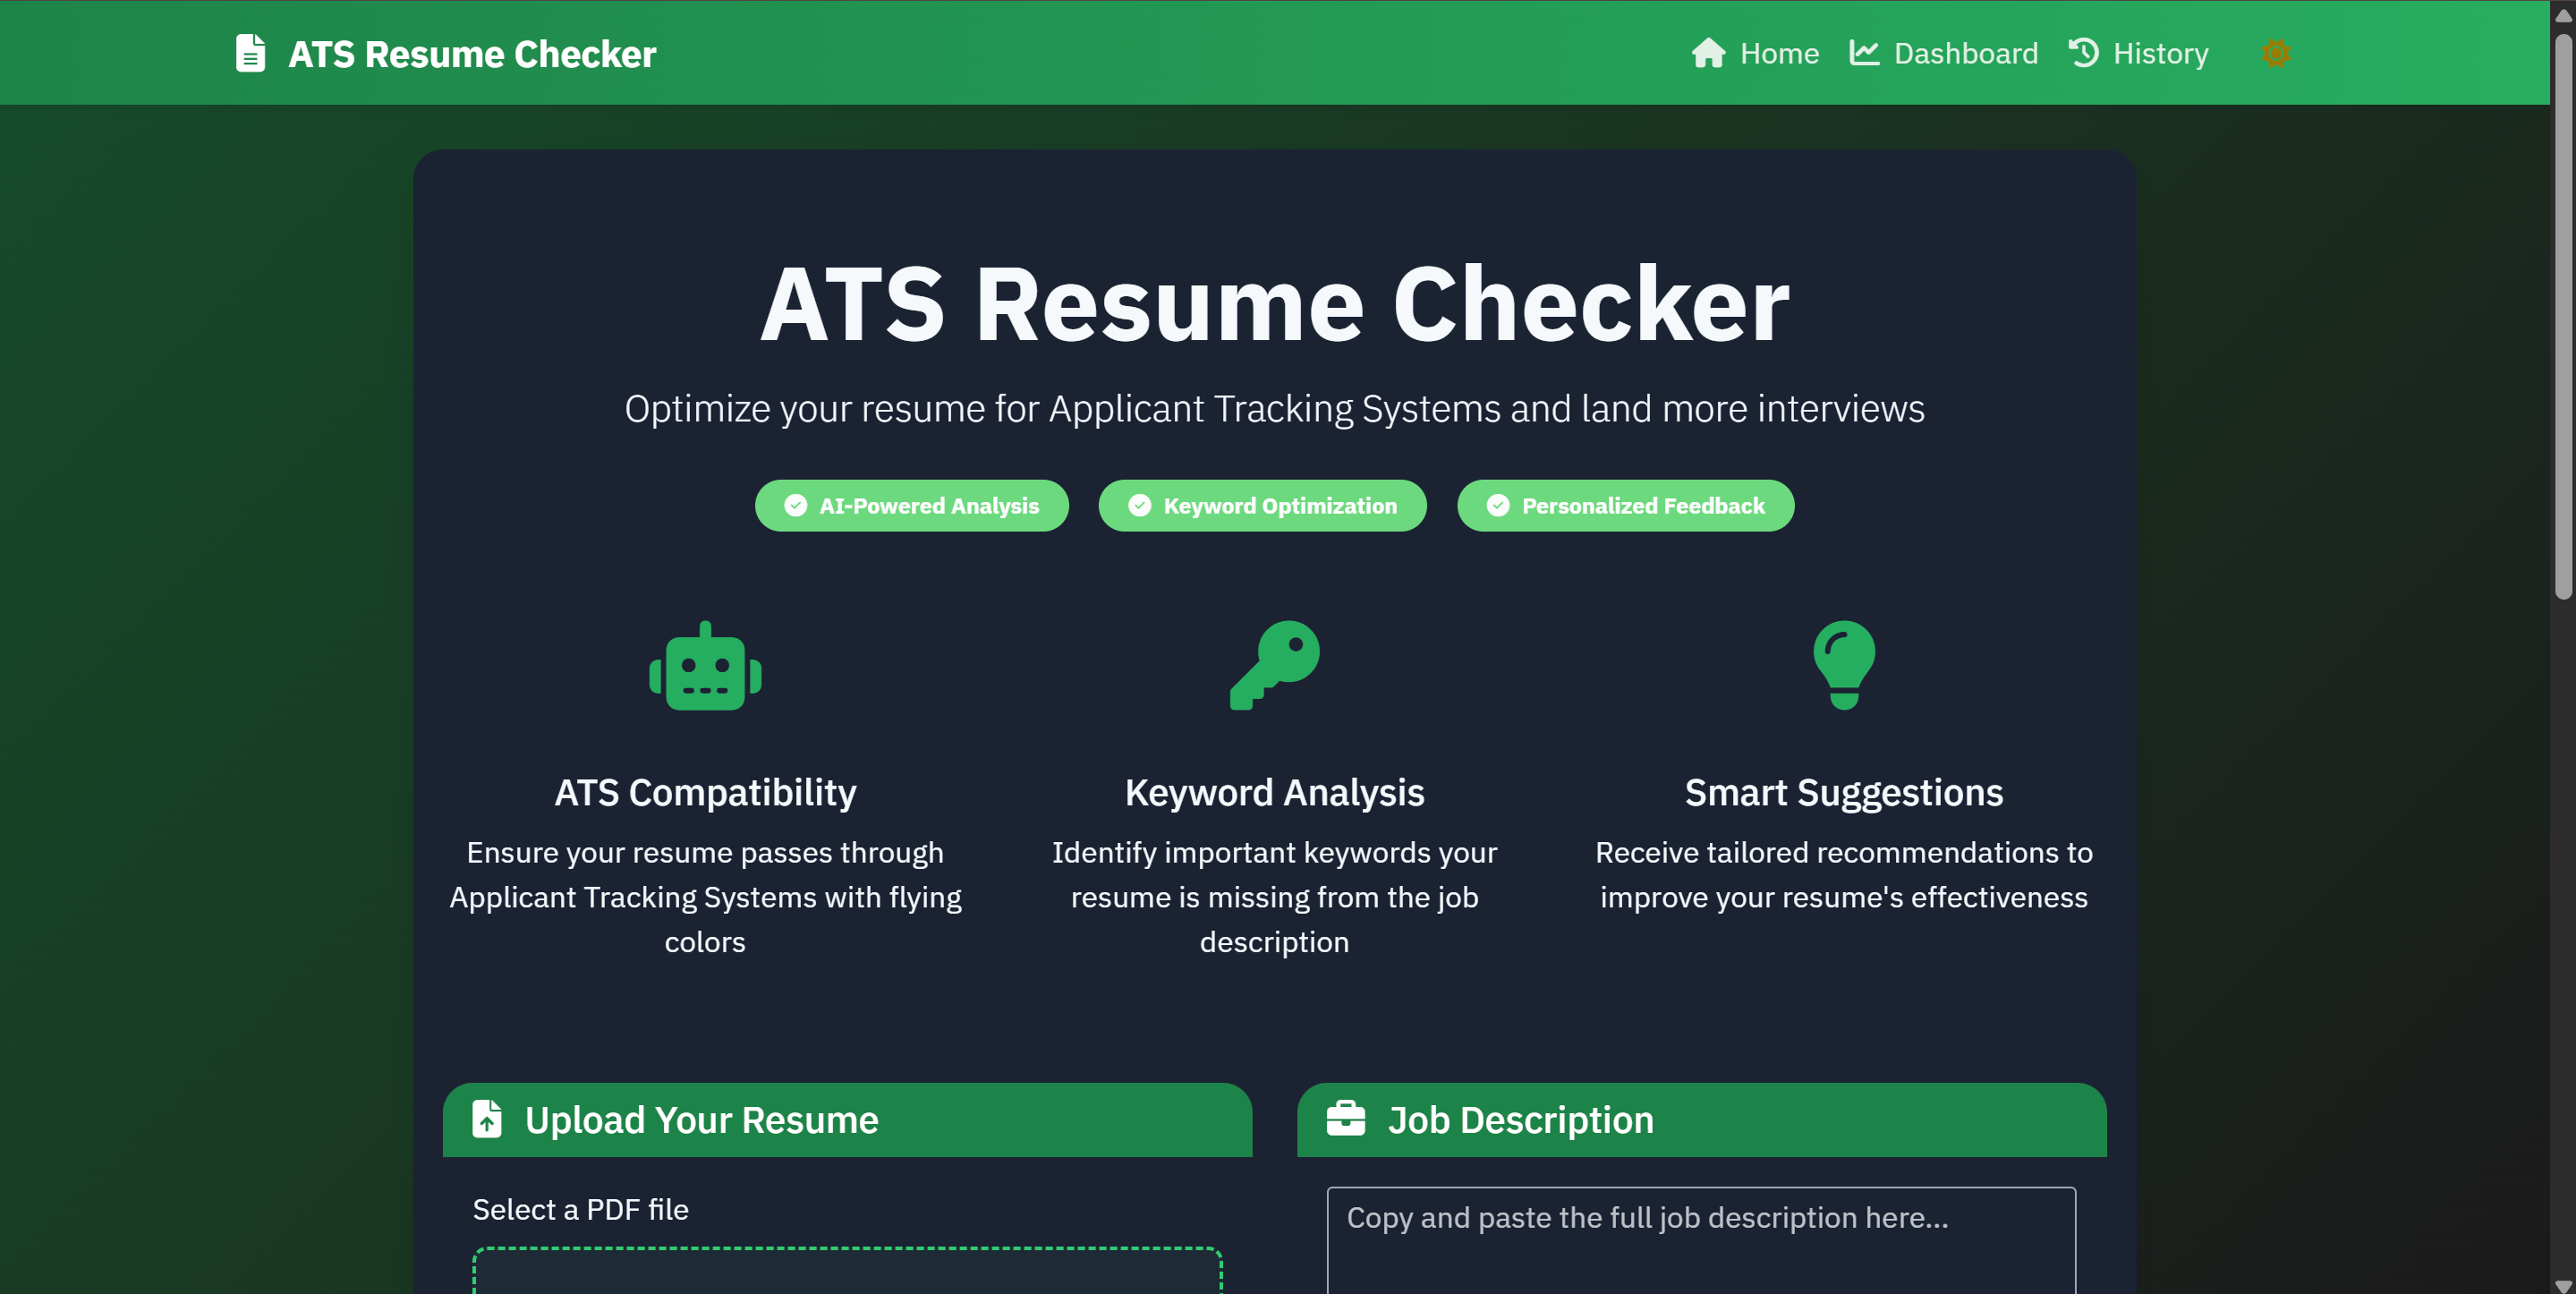 ATS Resume Checker
Home
Dashboard
History
ATS Resume Checker
Optimize your resume for Applicant Tracking Systems and land more interviews
AI-Powered Analysis
Keyword Optimization
Personalized Feedback
ATS Compatibility
Ensure your resume passes through
Applicant Tracking Systems with flying
colors
Keyword Analysis
Identify important keywords your
resume is missing from the job
description
Smart Suggestions
Receive tailored recommendations to
improve your resume's effectiveness
Upload Your Resume
Select a PDF file
Job Description
Copy and paste the full job description here...